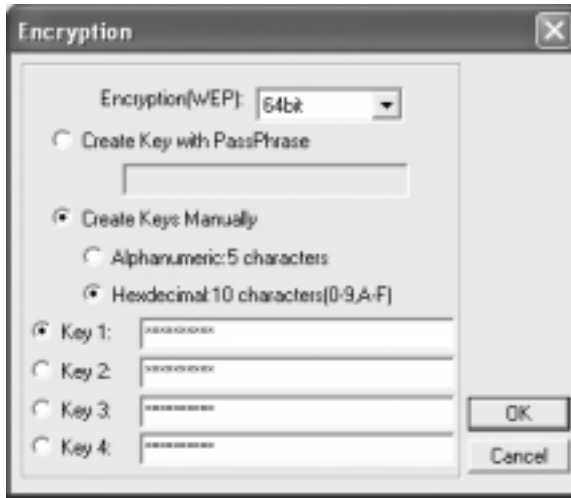 Encryption
Encryption(WEP): 64bit
Create Key with PassPhrase
Create Keys Manually
Alphanumeric:5 characters
Hexdecimal:10 characters(0-9,A-F)
Key 1: **********
Key 2: **********
Key 3: **********
Key 4: **********
OK
Cancel